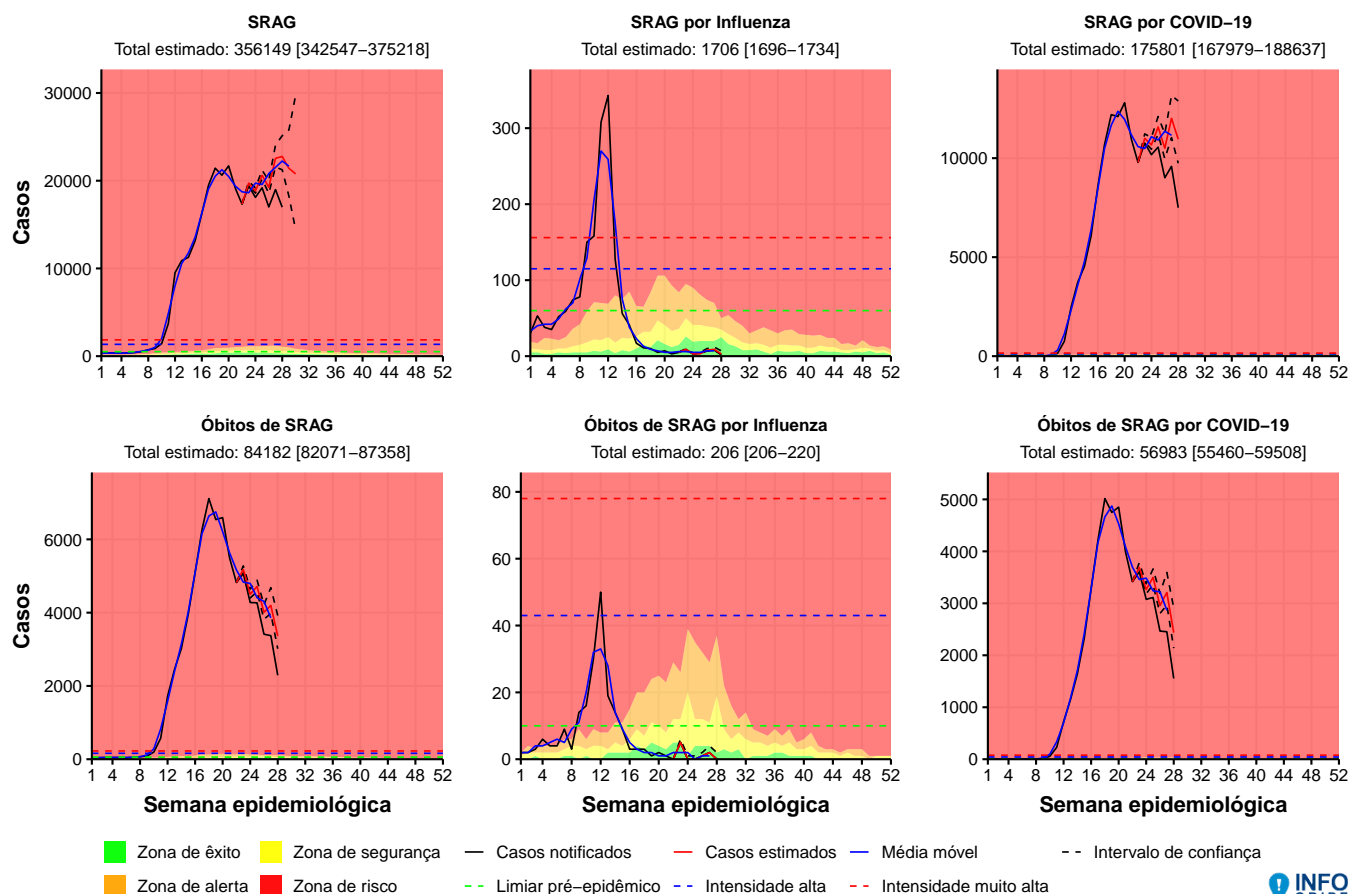 SRAG
Total estimado: 356149 [342547−375218]
SRAG por Influenza
Total estimado: 1706 [1696−1734]
SRAG por COVID−19
Total estimado: 175801 [167979−188637]
Casos
30000
20000
10000
0
1 4 8 12 16 20 24 28 32 36 40 44 48 52
300
200
100
0
1 4 8 12 16 20 24 28 32 36 40 44 48 52
10000
5000
0
1 4 8 12 16 20 24 28 32 36 40 44 48 52
Óbitos de SRAG
Total estimado: 84182 [82071−87358]
Óbitos de SRAG por Influenza
Total estimado: 206 [206−220]
Óbitos de SRAG por COVID−19
Total estimado: 56983 [55460−59508]
Casos
6000
4000
2000
0
1 4 8 12 16 20 24 28 32 36 40 44 48 52
80
60
40
20
0
1 4 8 12 16 20 24 28 32 36 40 44 48 52
5000
4000
3000
2000
1000
0
1 4 8 12 16 20 24 28 32 36 40 44 48 52
Semana epidemiológica
Semana epidemiológica
Semana epidemiológica
Zona de êxito
Zona de segurança
Casos notificados
Casos estimados
Média móvel
Intervalo de confiança
Zona de alerta
Zona de risco
Limiar pré−epidêmico
Intensidade alta
Intensidade muito alta
INFO